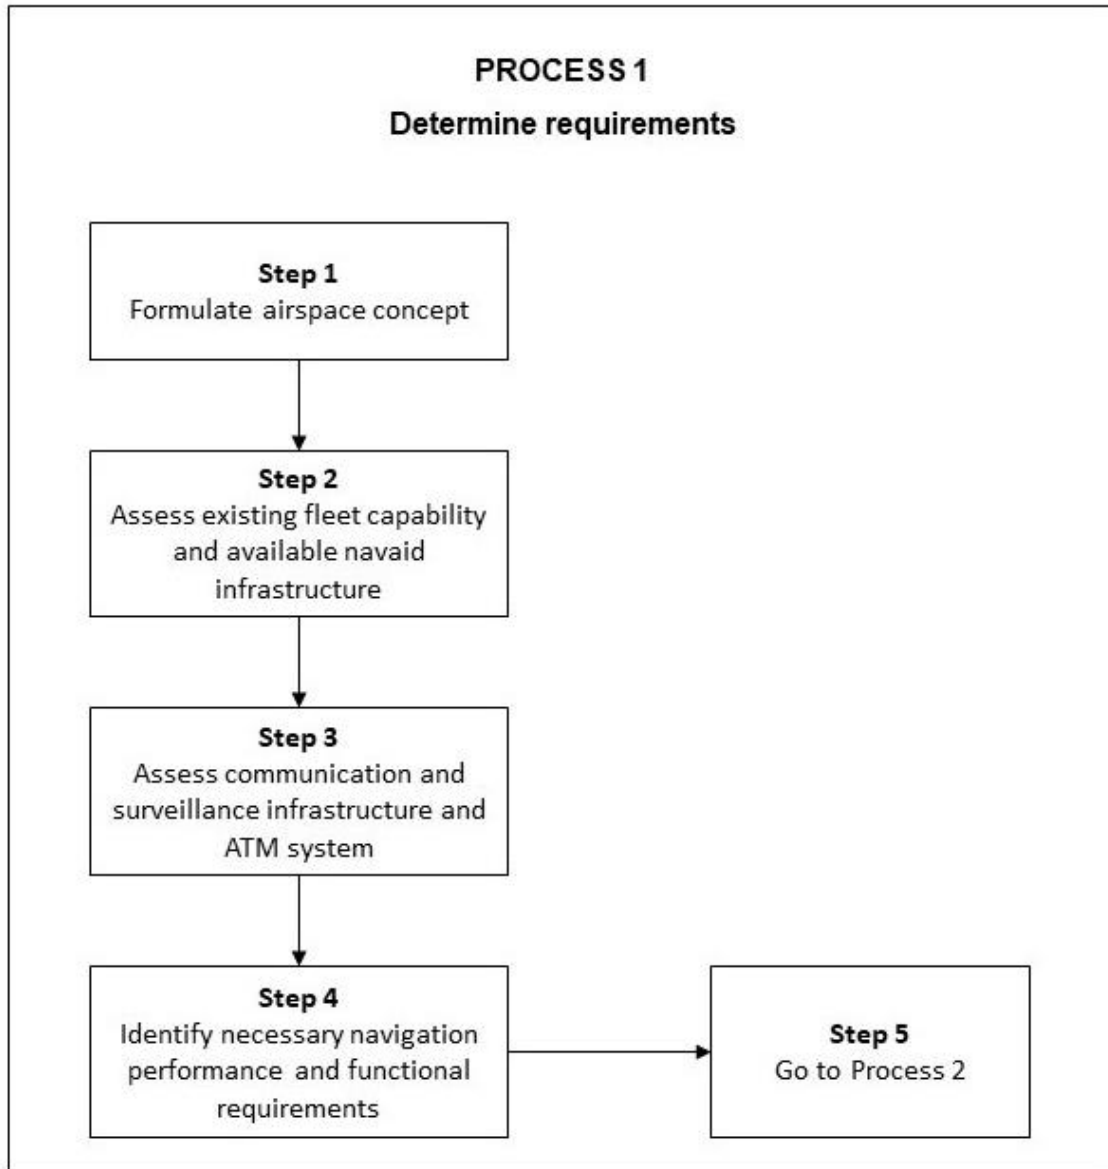 PROCESS 1
Determine requirements
Step 1
Formulate airspace concept
Step 2
Assess existing fleet capability
and available navaid
infrastructure
Step 3
Assess communication and
surveillance infrastructure and
ATM system
Step 4
Identify necessary navigation
performance and functional
requirements
Step 5
Go to Process 2